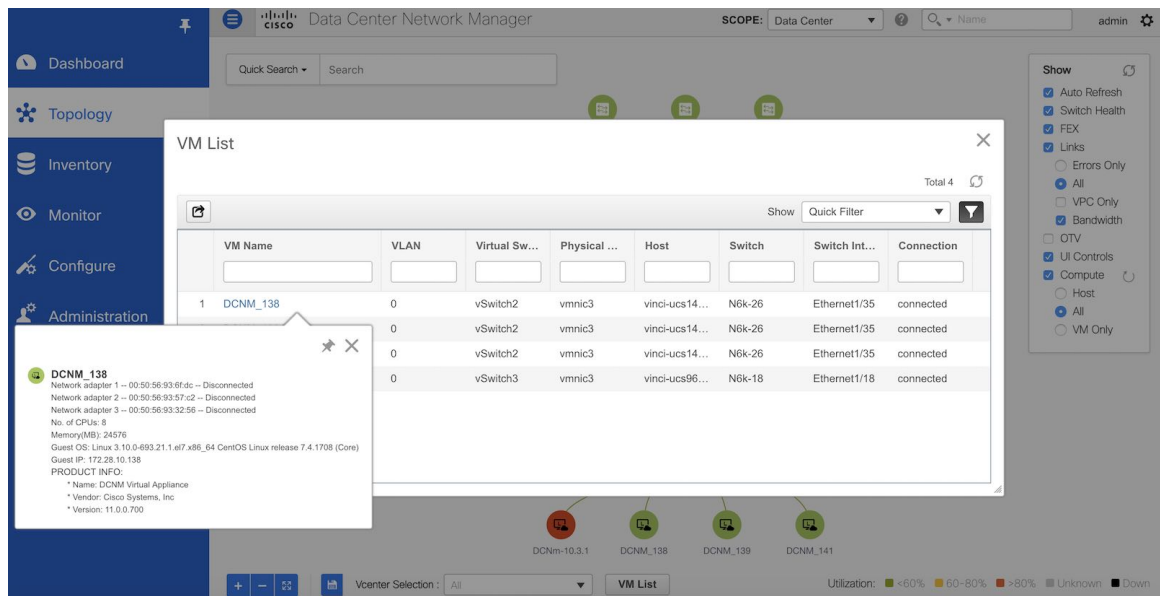 cisco
Data Center Network Manager
SCOPE:
Data Center
Name
admin
Dashboard
Topology
Inventory
Monitor
Configure
Administration
Quick Search
Search
Show
Auto Refresh
Switch Health
FEX
Links
Errors Only
All
VPC Only
Bandwidth
OTV
UI Controls
Compute
Host
All
VM Only
VM List
Total 4
Show
Quick Filter
VM Name VLAN Virtual Sw... Physical ... Host Switch Switch Int... Connection
1 DCNM_138 0 vSwitch2 vmnic3 vinci-ucs14... N6k-26 Ethernet1/35 connected
0 vSwitch2 vmnic3 vinci-ucs14... N6k-26 Ethernet1/35 connected
0 vSwitch2 vmnic3 vinci-ucs14... N6k-26 Ethernet1/35 connected
0 vSwitch3 vmnic3 vinci-ucs96... N6k-18 Ethernet1/18 connected
DCNM_138
Network adapter 1 -- 00:50:56:93:6f:dc -- Disconnected
Network adapter 2 -- 00:50:56:93:57:c2 -- Disconnected
Network adapter 3 -- 00:50:56:93:32:56 -- Disconnected
No. of CPUs: 8
Memory(MB): 24576
Guest OS: Linux 3.10.0-693.21.1.el7.x86_64 CentOS Linux release 7.4.1708 (Core)
Guest IP: 172.28.10.138
PRODUCT INFO:
* Name: DCNM Virtual Appliance
* Vendor: Cisco Systems, Inc
* Version: 11.0.0.700
DCNm-10.3.1 DCNM_138 DCNM_139 DCNM_141
Vcenter Selection : All
VM List
Utilization: <60% 60-80% >80% Unknown Down